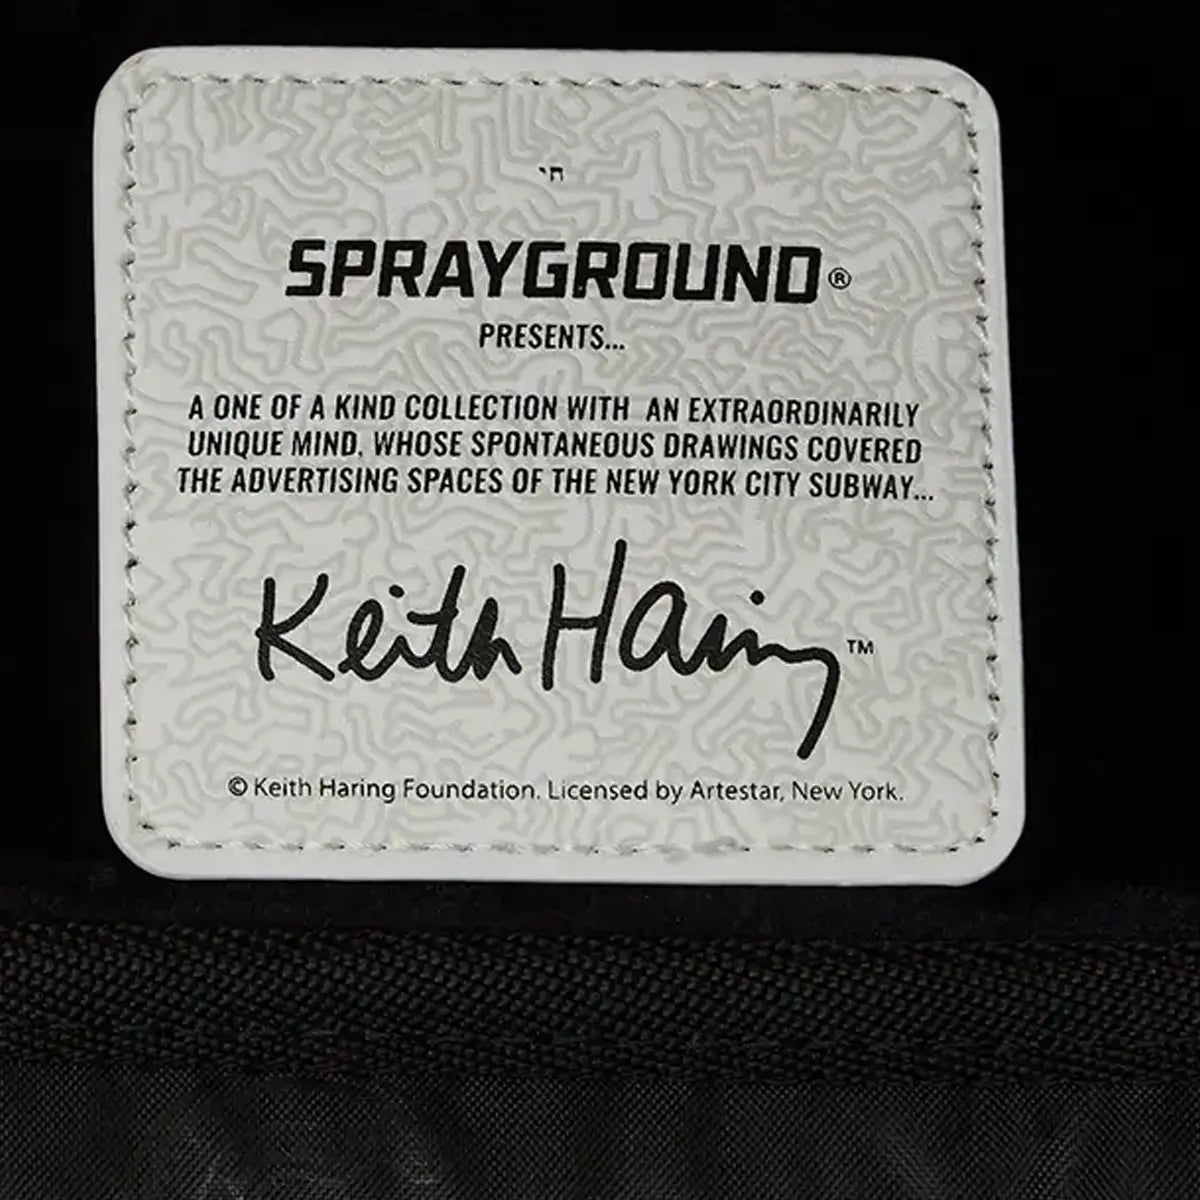 חי
SPRAYGROUND®
PRESENTS...
A ONE OF A KIND COLLECTION WITH AN EXTRAORDINARILY
UNIQUE MIND, WHOSE SPONTANEOUS DRAWINGS COVERED
THE ADVERTISING SPACES OF THE NEW YORK CITY SUBWAY...
Keith Haring™
© Keith Haring Foundation. Licensed by Artestar, New York.